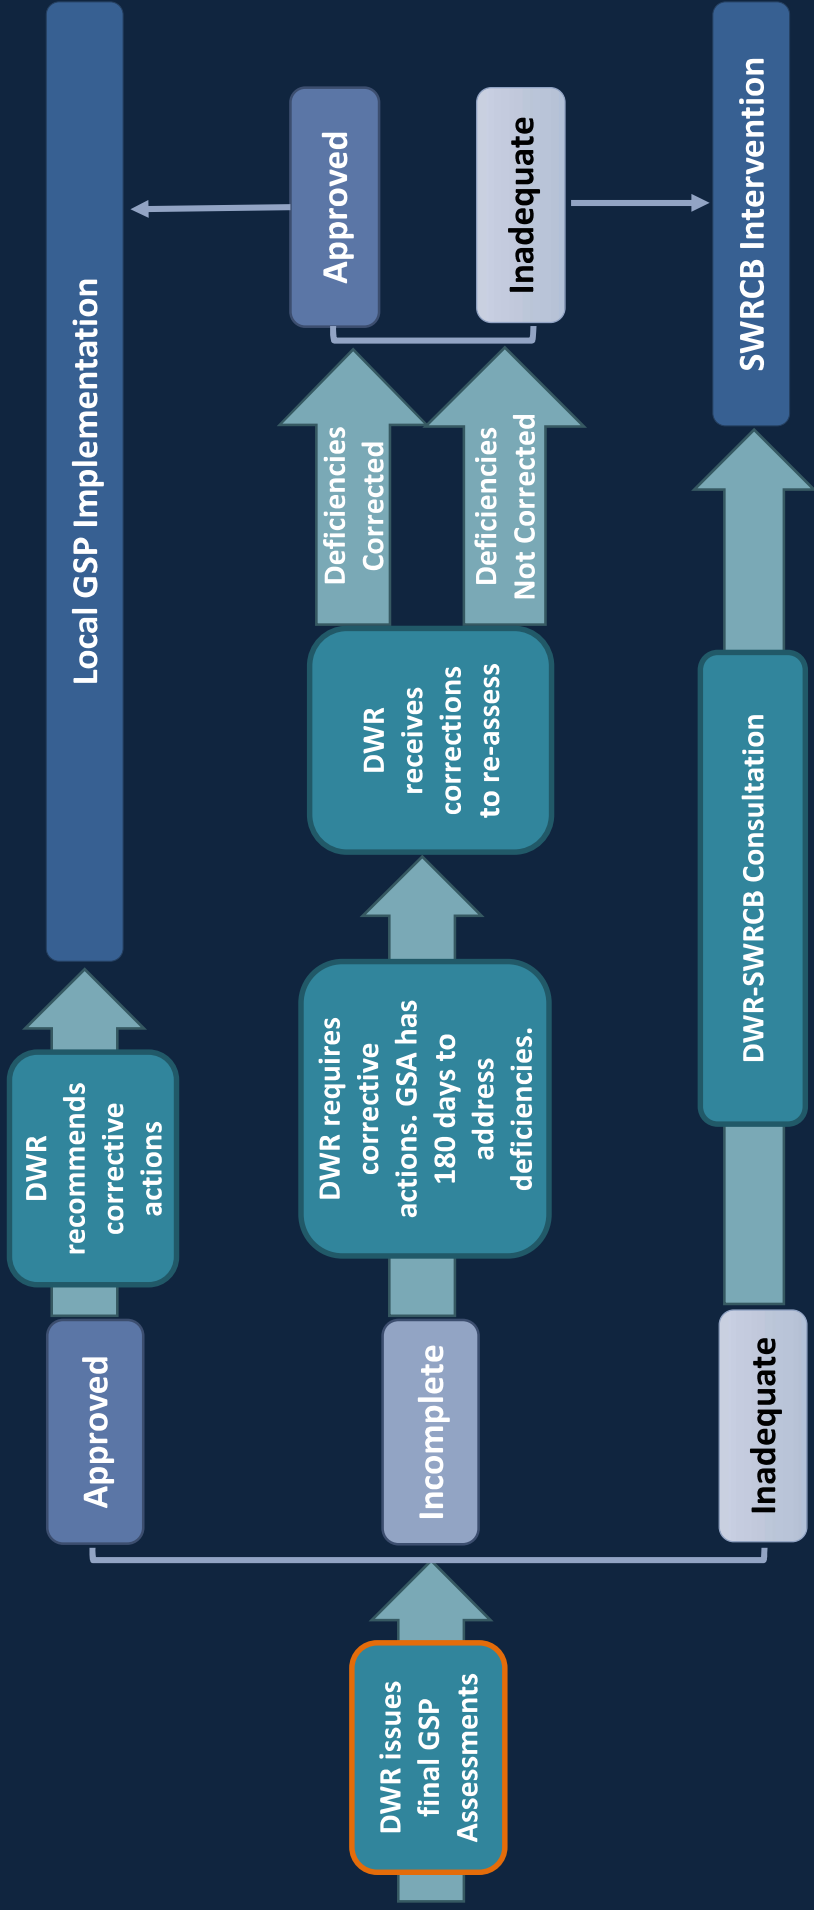 DWR issues
final GSP
Assessments
Approved
DWR
recommends
corrective
actions
Local GSP Implementation
Incomplete
DWR requires
corrective
actions. GSA has
180 days to
address
deficiencies.
DWR
receives
corrections
to re-assess
Deficiencies
Corrected
Approved
Deficiencies
Not Corrected
Inadequate
Inadequate
DWR-SWRCB Consultation
SWRCB Intervention